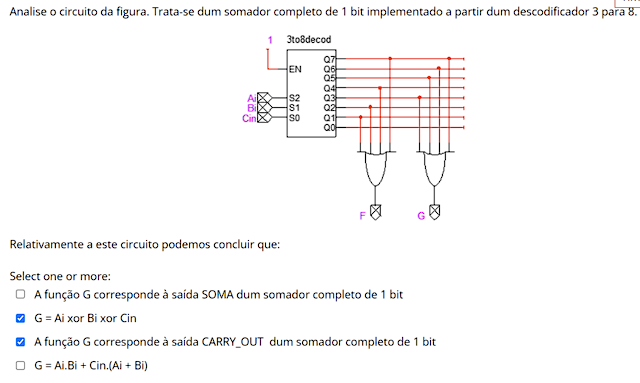 Analise o circuito da figura. Trata-se dum somador completo de 1 bit implementado a partir dum descodificador 3 para 8.
1 3to8decod
Q7
EN Q6
Q5
Q4
Ai S2 Q3
Bi S1 Q2
Cin S0 Q1
Q0
F G
Relativamente a este circuito podemos concluir que:
Select one or more:
A função G corresponde à saída SOMA dum somador completo de 1 bit
G = Ai xor Bi xor Cin
A função G corresponde à saída CARRY_OUT dum somador completo de 1 bit
G = Ai.Bi + Cin.(Ai + Bi)